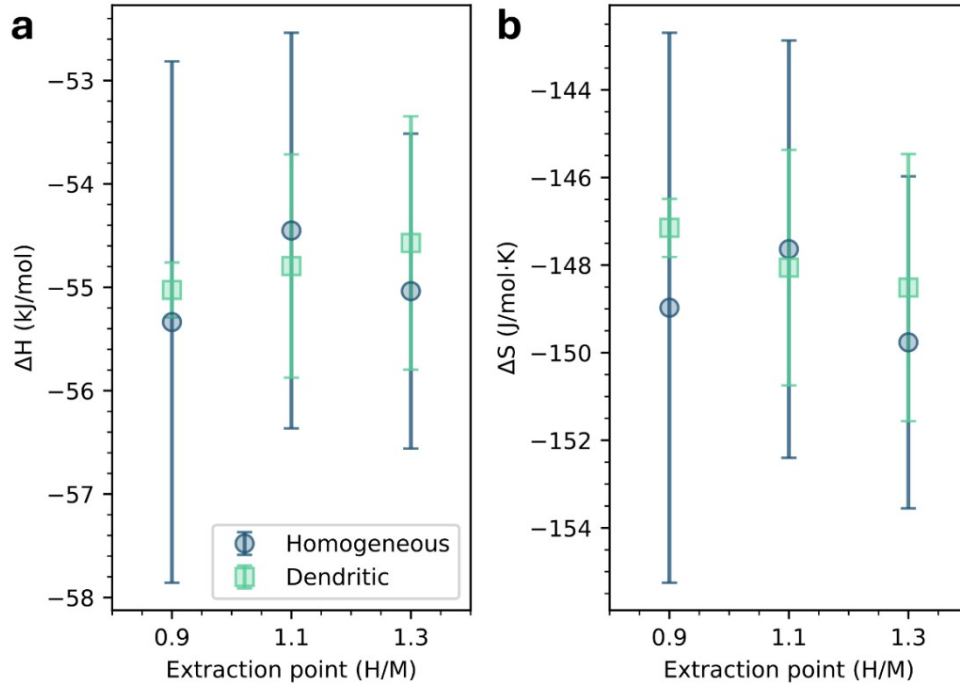 a
ΔH (kJ/mol)
−53
−54
−55
−56
−57
−58
Homogeneous
Dendritic
0.9 1.1 1.3
Extraction point (H/M)
b
ΔS (J/mol·K)
−144
−146
−148
−150
−152
−154
0.9 1.1 1.3
Extraction point (H/M)